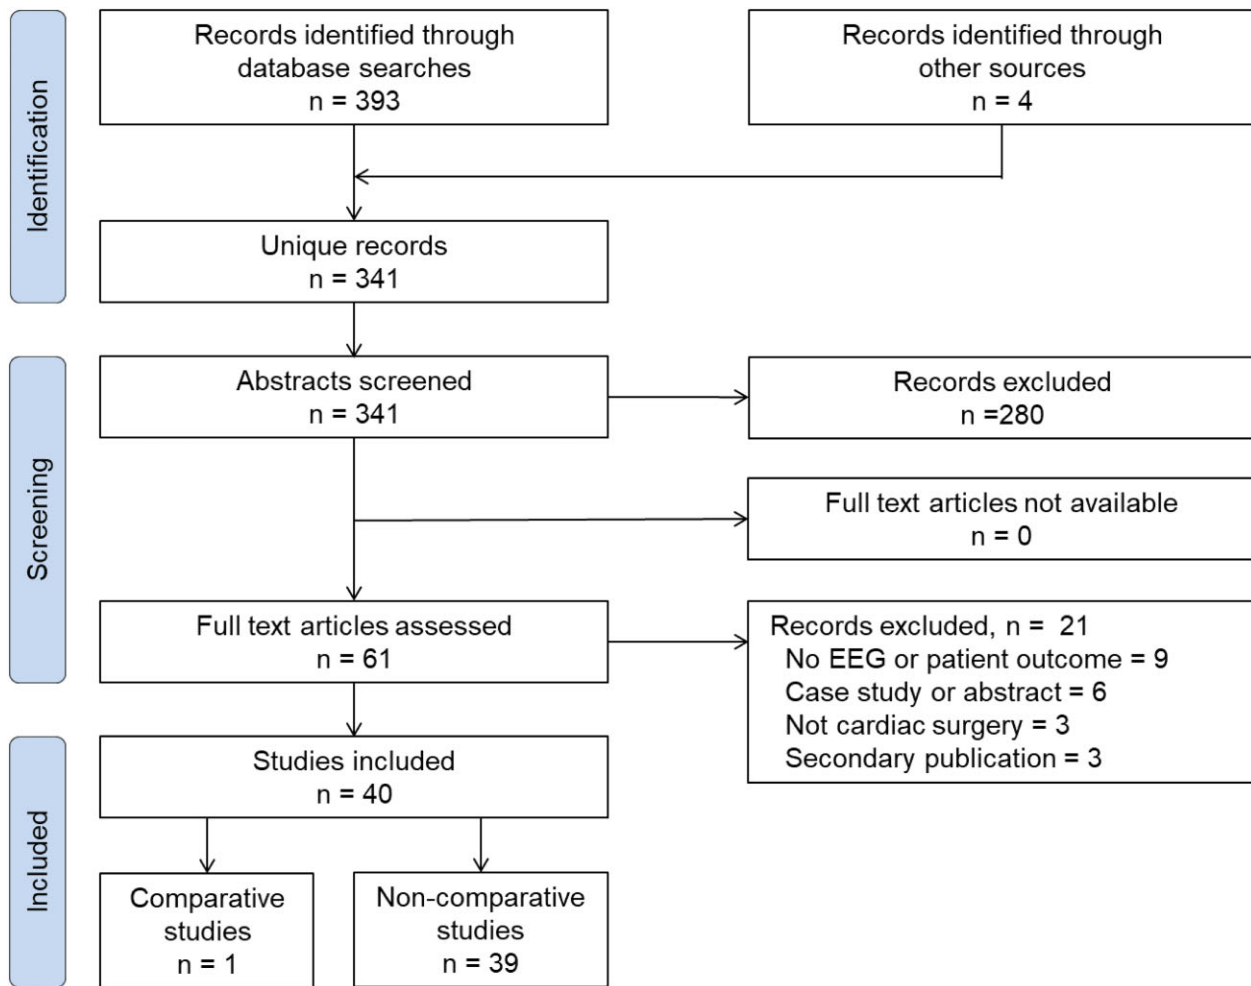 Identification
Records identified through
database searches
n = 393
Records identified through
other sources
n = 4
Unique records
n = 341
Screening
Abstracts screened
n = 341
Records excluded
n =280
Full text articles not available
n = 0
Full text articles assessed
n = 61
Records excluded, n =  21
No EEG or patient outcome = 9
Case study or abstract = 6
Not cardiac surgery = 3
Secondary publication = 3
Included
Studies included
n = 40
Comparative
studies
n = 1
Non-comparative
studies
n = 39